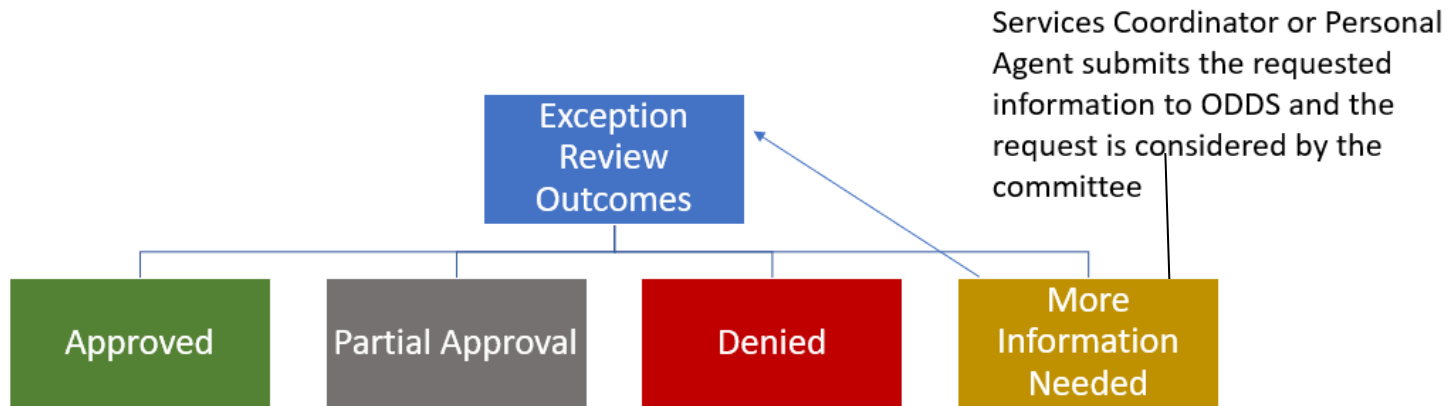 Services Coordinator or Personal
Agent submits the requested
information to ODDS and the
request is considered by the
committee
Exception
Review
Outcomes
Approved
Partial Approval
Denied
More
Information
Needed